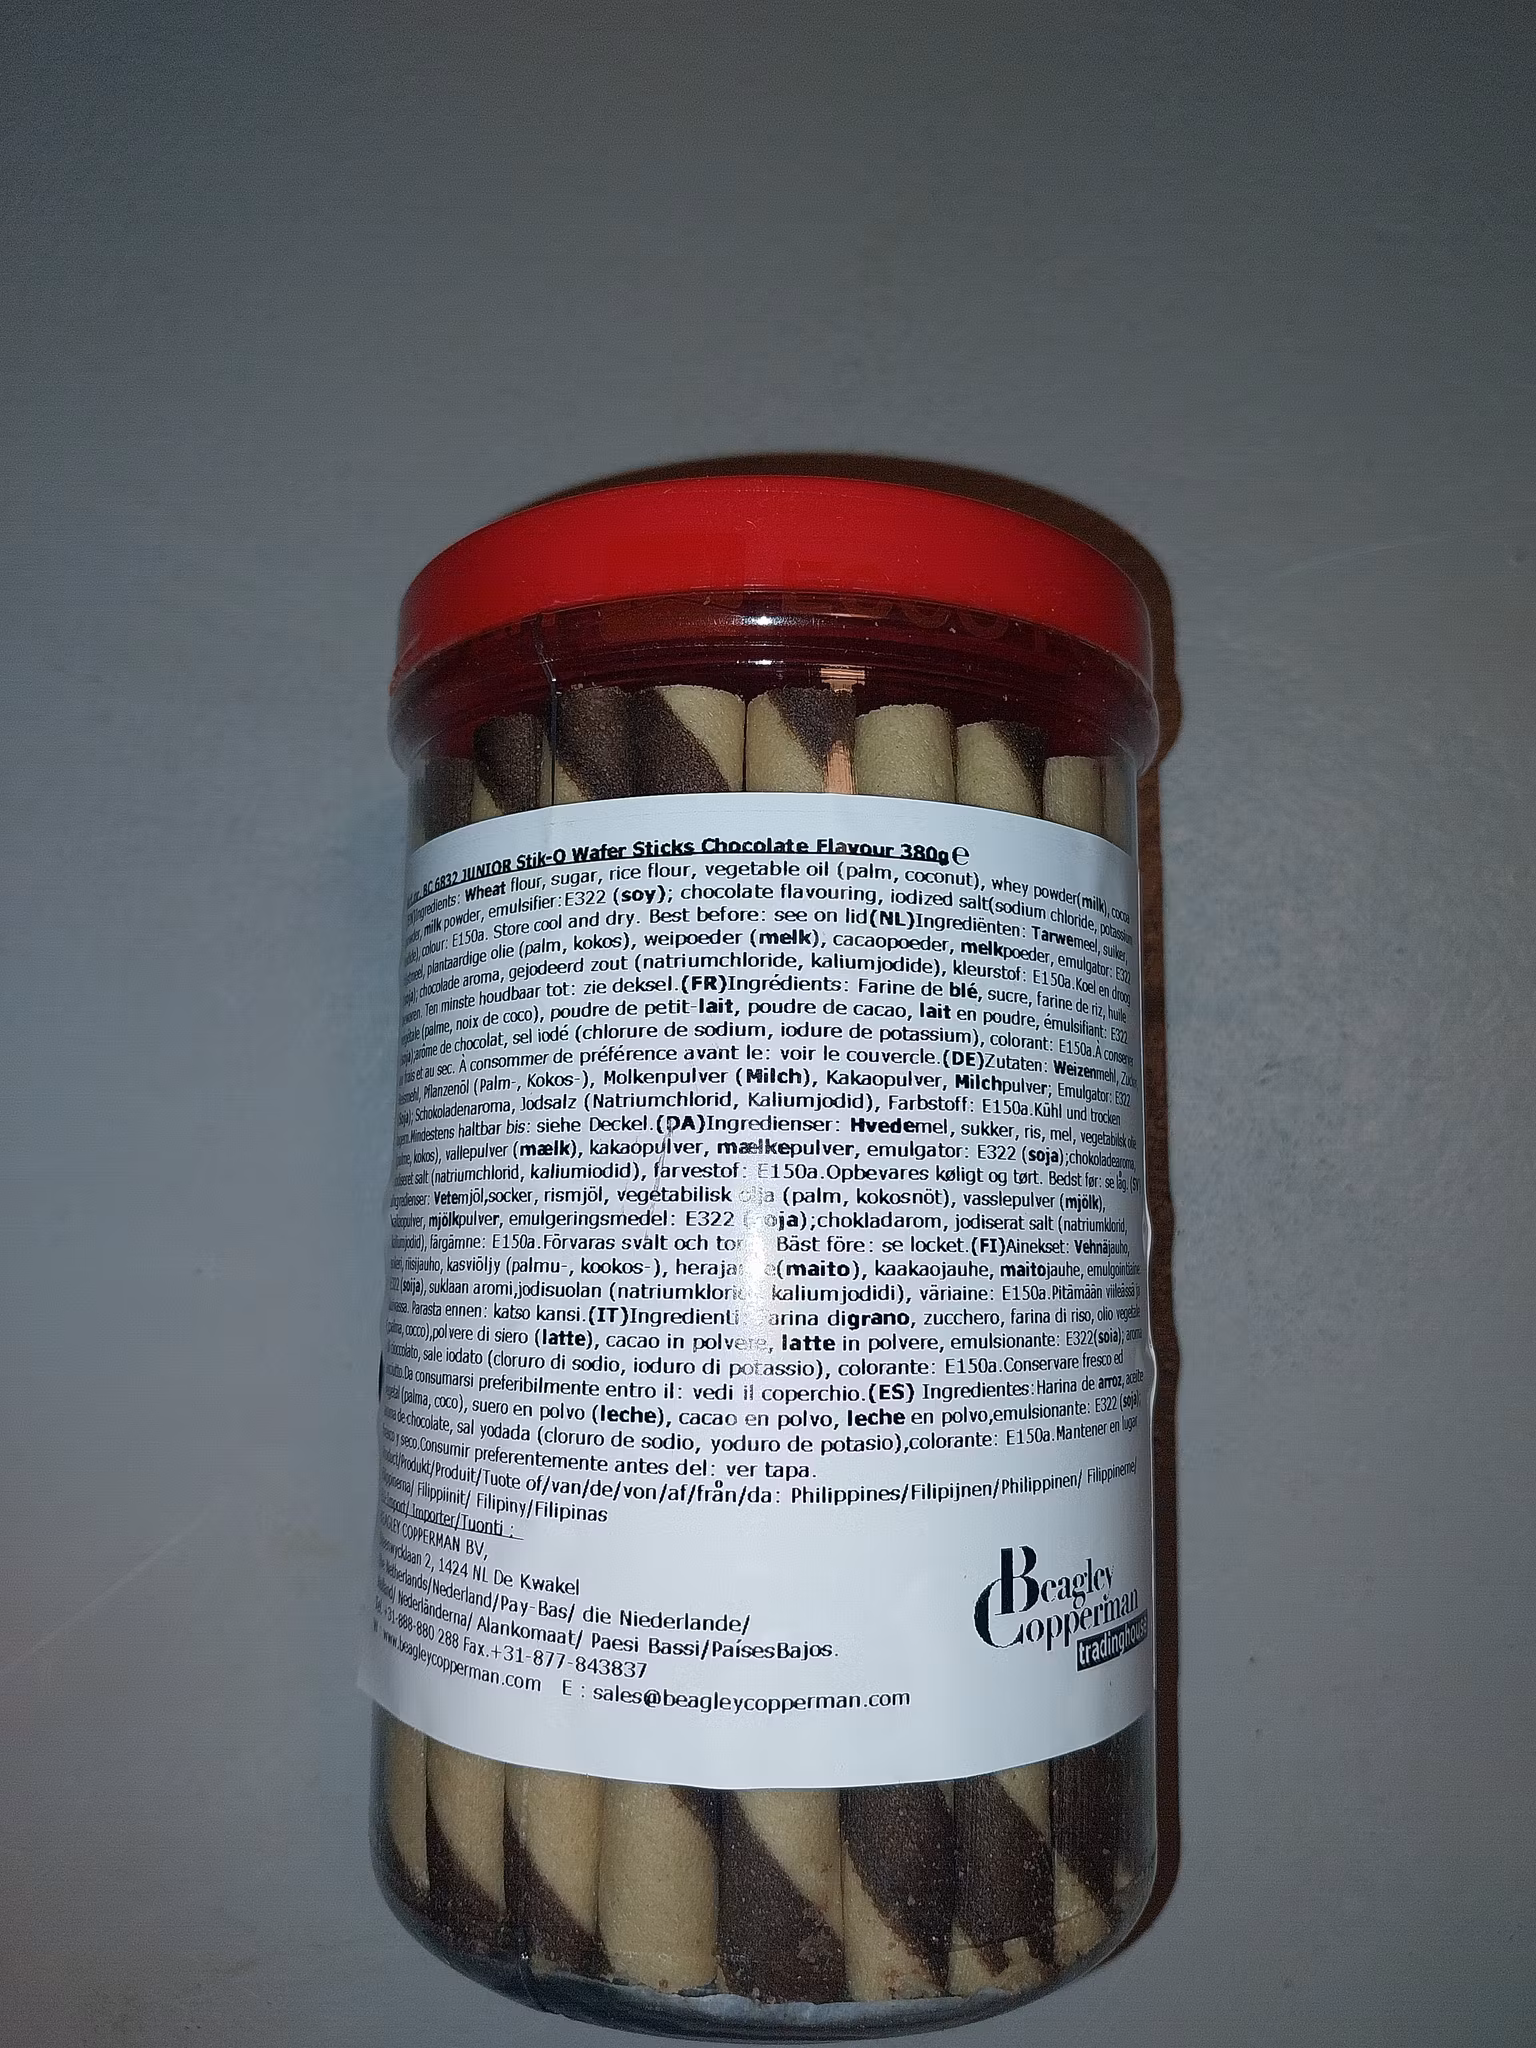 BC 6832 JUNIOR Stik-O Wafer Sticks Chocolate Flavour 380g℮
Ingredients: Wheat flour, sugar, rice flour, vegetable oil (palm, coconut), whey powder(milk), cocoa
milk powder, emulsifier: E322 (soy); chocolate flavouring, iodized salt(sodium chloride, potassium
colour: E150a. Store cool and dry. Best before: see on lid(NL)Ingrediënten: Tarwemeel, suiker,
plantaardige olie (palm, kokos), weipoeder (melk), cacaopoeder, melkpoeder, emulgator: E322
(soja); chocolade aroma, gejodeerd zout (natriumchloride, kaliumjodide), kleurstof: E150a.Koel en droog
Ten minste houdbaar tot: zie deksel.(FR)Ingrédients: Farine de blé, sucre, farine de riz, huile
(palme, noix de coco), poudre de petit-lait, poudre de cacao, lait en poudre, émulsifiant: E322
arôme de chocolat, sel iodé (chlorure de sodium, iodure de potassium), colorant: E150a.À conserver
frais et au sec. À consommer de préférence avant le: voir le couvercle.(DE)Zutaten: Weizenmehl,
Pflanzenöl (Palm-, Kokos-), Molkenpulver (Milch), Kakaopulver, Milchpulver; Emulgator: E322
Schokoladenaroma, Jodsalz (Natriumchlorid, Kaliumjodid), Farbstoff: E150a.Kühl und trocken
Mindestens haltbar bis: siehe Deckel.(DA)Ingredienser: Hvedemel, sukker, ris, mel, vegetabilsk olie
kokos), vallepulver (mælk), kakaopulver, mælkepulver, emulgator: E322 (soja);chokoladearoma,
salt (natriumchlorid, kaliumiodid), farvestof: E150a.Opbevares køligt og tørt. Bedst før: se låg.
Vetemjöl,socker, rismjöl, vegetabilisk (palm, kokosnöt), vasslepulver (mjölk),
mjölkpulver, emulgeringsmedel: E322 ;chokladarom, jodiserat salt (natriumklorid,
färgämne: E150a.Förvaras svalt och Bäst före: se locket.(FI)Ainekset: Vehnäjauho,
riisijauho, kasviöljy (palmu-, kookos-), (maito), kaakaojauhe, maitojauhe,
(soija), suklaan aromi,jodisuolan kaliumjodidi), väriaine: E150a.Pitämään viileässä
Parasta ennen: katso kansi.(IT) digrano, zucchero, farina di riso, olio vegetale
cocco),polvere di siero (latte), cacao in polvere, latte in polvere, emulsionante: E322(soia); aroma
cioccolato, sale iodato (cloruro di sodio, ioduro di potassio), colorante: E150a.Conservare fresco ed
Da consumarsi preferibilmente entro il: vedi il coperchio.(ES) Ingredientes:Harina de arroz, aceite
(palma, coco), suero en polvo (leche), cacao en polvo, leche en polvo,emulsionante: E322 (soja);
de chocolate, sal yodada (cloruro de sodio, yoduro de potasio),colorante: E150a.Mantener en lugar
y seco.Consumir preferentemente antes del: ver tapa.
/Produkt/Produit/Tuote of/van/de/von/af/från/da: Philippines/Filipijnen/Philippinen/
Filippiinit/ Filipiny/Filipinas
Importer/Tuonti :
BEAGLEY COPPERMAN BV,
2, 1424 NL De Kwakel
Netherlands/Nederland/Pay-Bas/ die Niederlande/
Nederländerna/ Alankomaat/ Paesi Bassi/PaísesBajos.
+31-888-880 288 Fax.+31-877-843837
www.beagleycopperman.com E : sales@beagleycopperman.com
Beagley
Copperman
tradinghouse